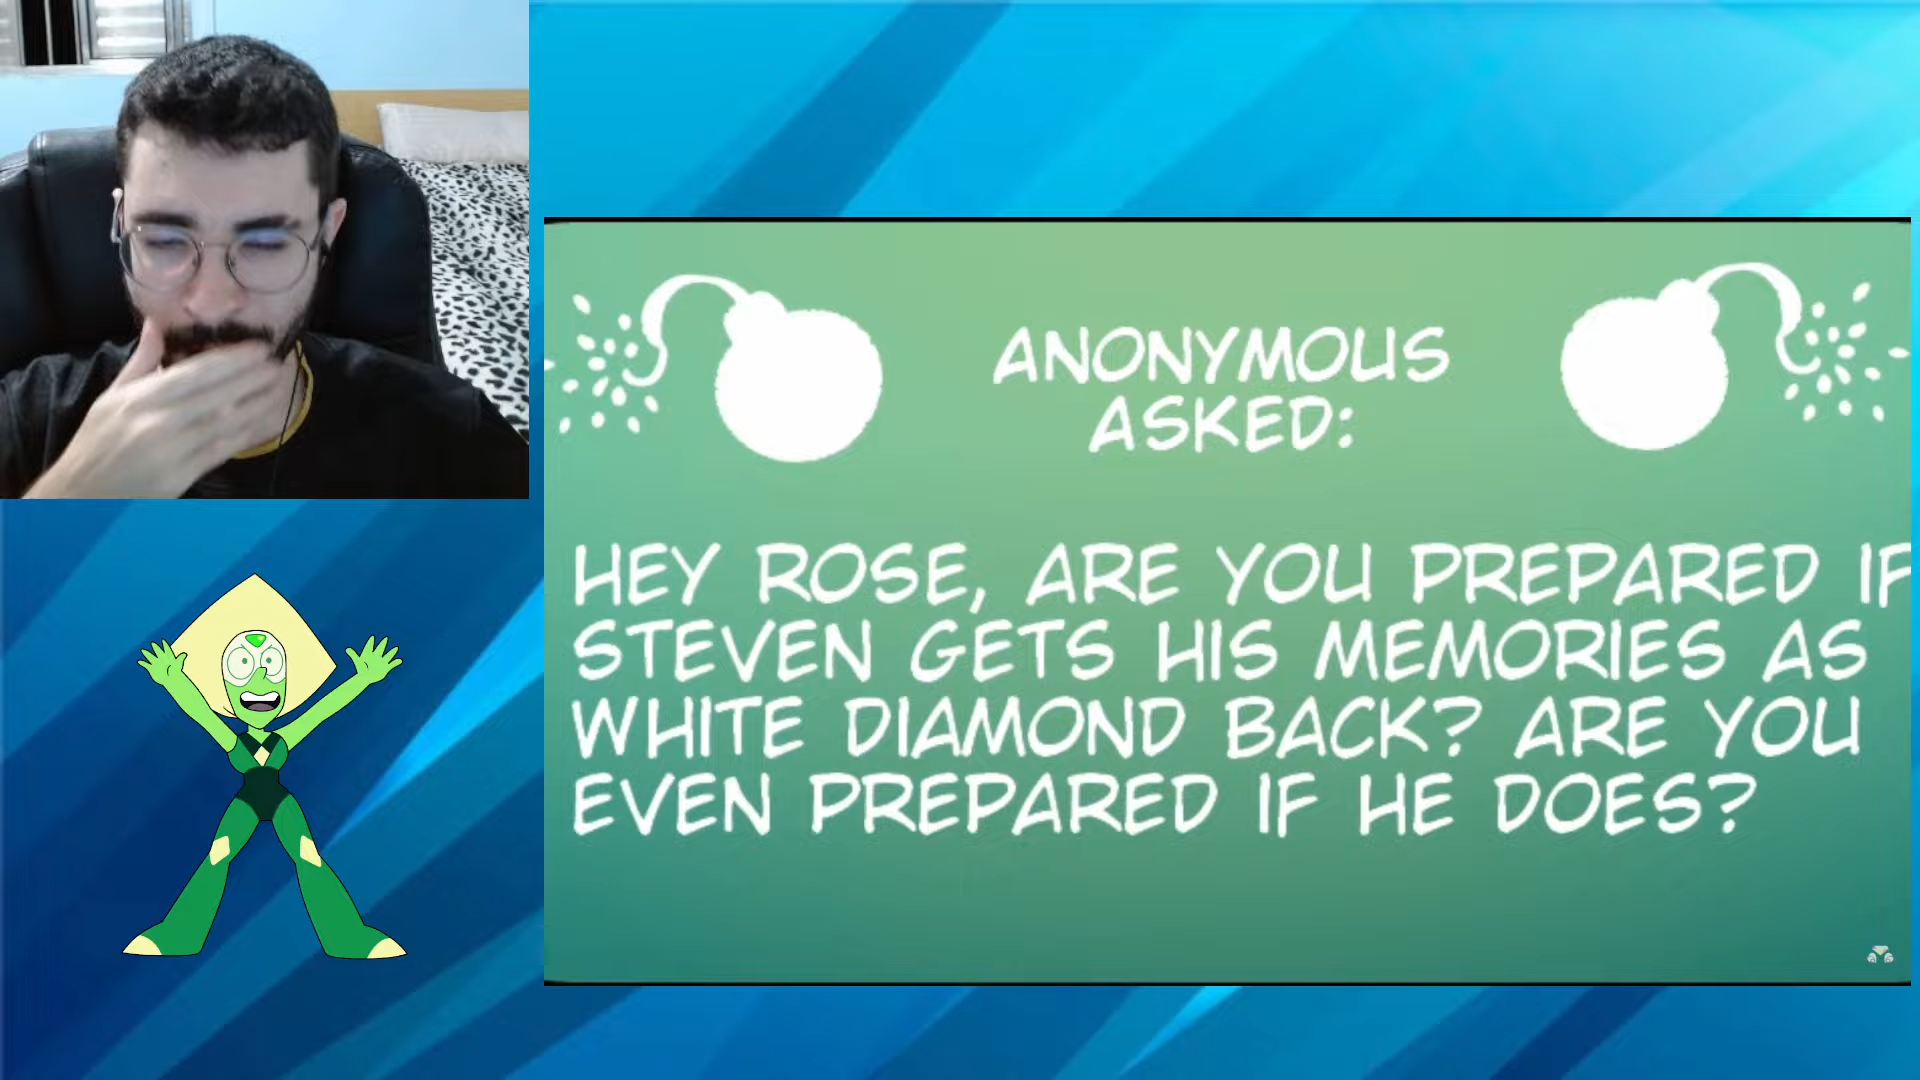 ANONYMOUS
ASKED:
HEY ROSE, ARE YOU PREPARED IF
STEVEN GETS HIS MEMORIES AS
WHITE DIAMOND BACK? ARE YOU
EVEN PREPARED IF HE DOES?